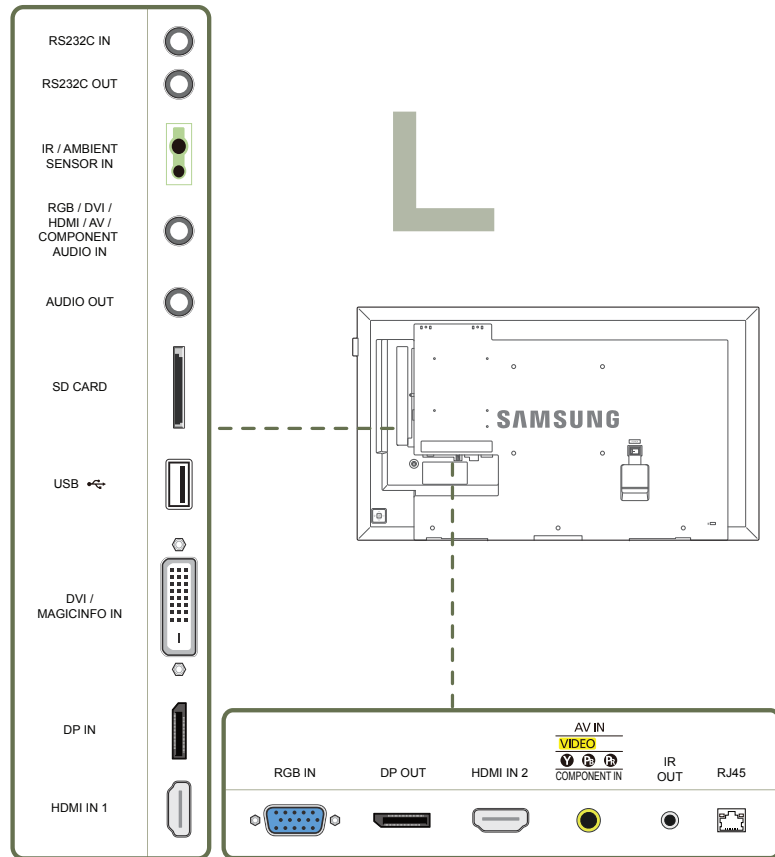 RS232C IN
RS232C OUT
IR / AMBIENT
SENSOR IN
RGB / DVI /
HDMI / AV /
COMPONENT
AUDIO IN
AUDIO OUT
SD CARD
USB
DVI /
MAGICINFO IN
DP IN
HDMI IN 1
SAMSUNG
RGB IN
DP OUT
HDMI IN 2
AV IN
VIDEO
Y PB PR
COMPONENT IN
IR
OUT
RJ45